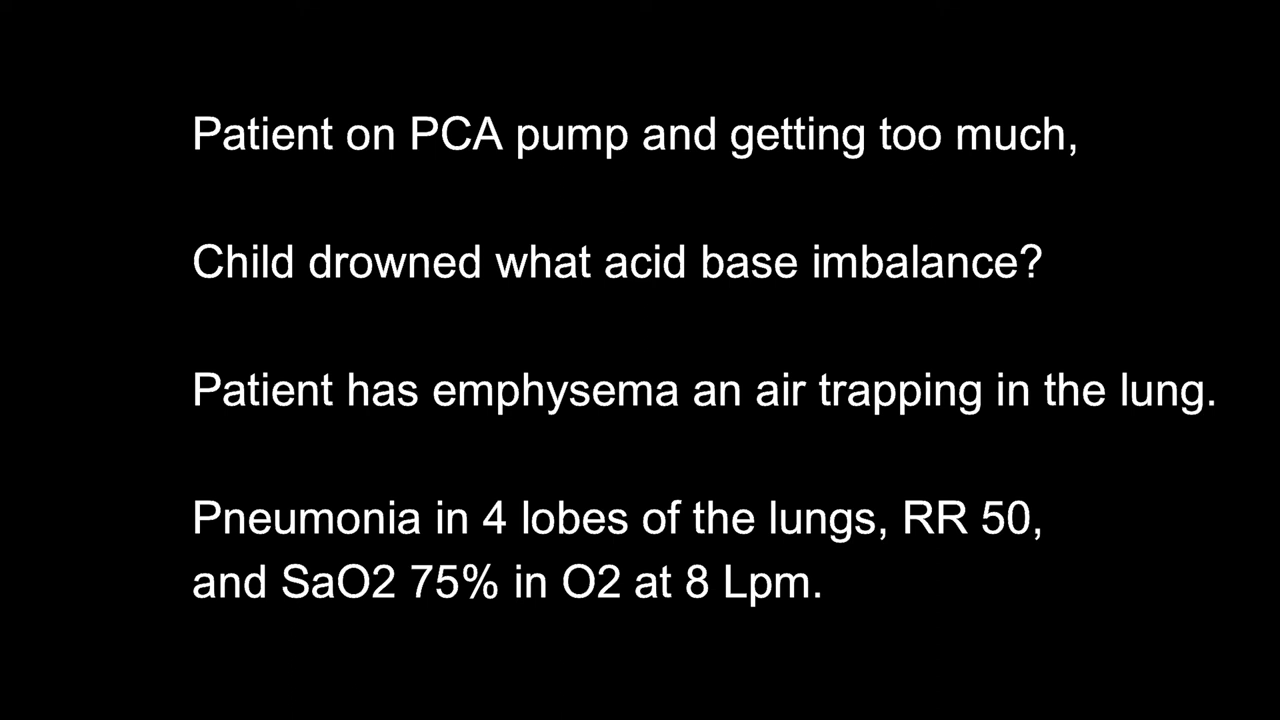 Patient on PCA pump and getting too much,
Child drowned what acid base imbalance?
Patient has emphysema an air trapping in the lung.
Pneumonia in 4 lobes of the lungs, RR 50,
and SaO2 75% in O2 at 8 Lpm.